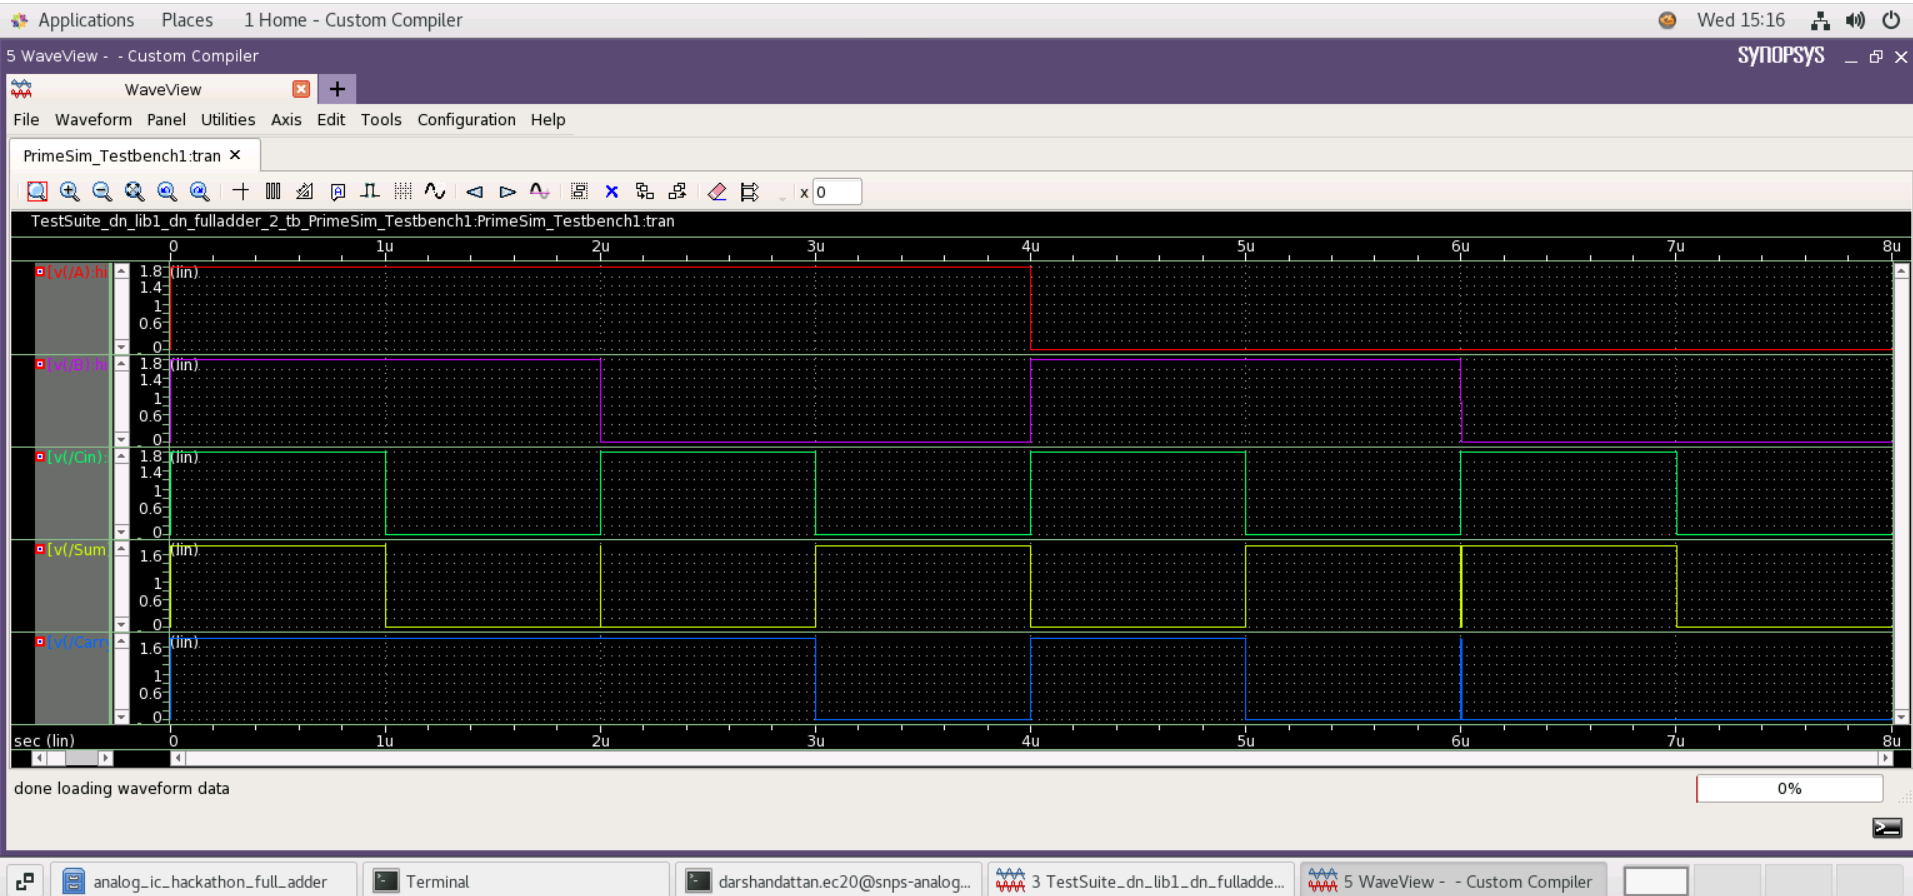 Applications Places 1 Home - Custom Compiler Wed 15:16
5 WaveView - - Custom Compiler SYNOPSYS
WaveView
File Waveform Panel Utilities Axis Edit Tools Configuration Help
PrimeSim_Testbench1:tran
x 0
TestSuite_dn_lib1_dn_fulladder_2_tb_PrimeSim_Testbench1:PrimeSim_Testbench1:tran
0 1u 2u 3u 4u 5u 6u 7u 8u
[v(/A):hi 1.8 (lin)
1.4
1
0.6
0
[v(/B):hi 1.8 (lin)
1.4
1
0.6
0
[v(/Cin): 1.8 (lin)
1.4
1
0.6
0
[v(/Sum 1.6 (lin)
1
0.6
0
[v(/Carr 1.6 (lin)
1
0.6
0
sec (lin) 0 1u 2u 3u 4u 5u 6u 7u 8u
done loading waveform data 0%
analog_ic_hackathon_full_adder Terminal darshandattan.ec20@snps-analog... 3 TestSuite_dn_lib1_dn_fulladde... 5 WaveView - - Custom Compiler